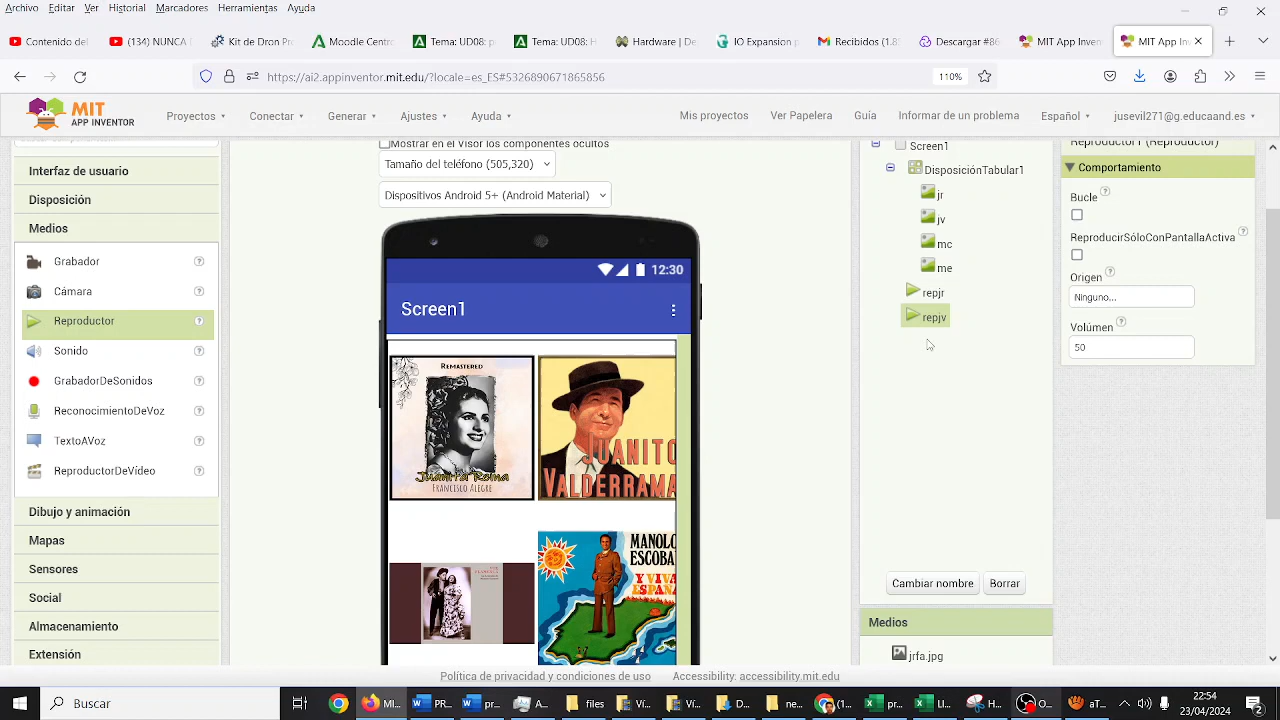 Archivo Editar Ver Historial Marcadores Herramientas Ayuda
Contenido del
(134) NUNCA
Kit de Dron Pr
Moodle Centr
Tema: UD08: p
Tema: UD08: H
Hardware | De
IO Expansion
Recibidos (1.8
Descargar #86
MIT App Inven
MIT App Inv
https://ai2.appinventor.mit.edu/?locale=es_ES#5326890671865856
110%
MIT
APP INVENTOR
Proyectos Conectar Generar Ajustes Ayuda
Mis proyectos Ver Papelera Guía Informar de un problema Español jusevil271@g.educaand.es
Interfaz de usuario
Disposición
Medios
Grabador
Cámara
Reproductor
Sonido
GrabadorDeSonidos
ReconocimientoDeVoz
TextoAVoz
ReproductorDeVídeo
Dibujo y animación
Mapas
Sensores
Social
Almacenamiento
Extensión
Mostrar en el Visor los componentes ocultos
Tamaño del teléfono (505,320)
Dispositivos Android 5+ (Android Material)
12:30
Screen1
REMASTERED
Juanita Reina
FRANCISCO ALEGRE
JUANITO
VALDERRAMA
MANOLO
ESCOBA
Y VIVA
ESPAÑA
Screen1
DisposiciónTabular1
jr
jv
mc
me
repjr
repjv
Cambiar nombre Borrar
Medios
jrfa.jpg
Reproductor1 (Reproductor)
Comportamiento
Bucle
ReproducirSóloConPantallaActiva
Origen
Ninguno...
Volúmen
50
Política de privacidad y condiciones de uso Accessibility: accessibility.mit.edu
Buscar
22:54
23/04/2024
2